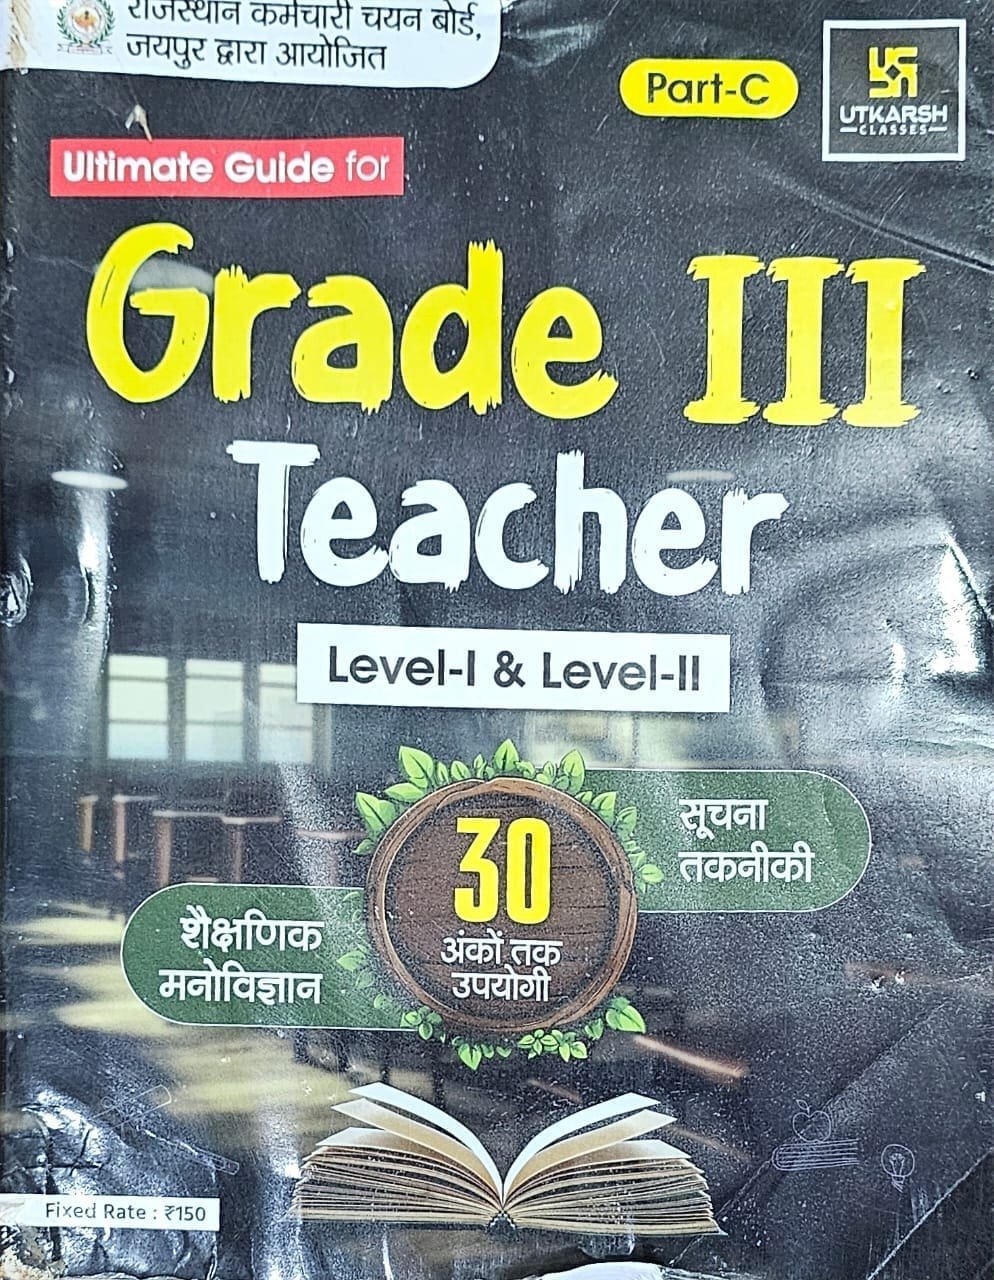 राजस्थान कर्मचारी चयन बोर्ड,
जयपुर द्वारा आयोजित
Part-C
UTKARSH
CLASSES
Ultimate Guide for
Grade III
Teacher
Level-I & Level-II
सूचना
तकनीकी
30
अंकों तक
उपयोगी
शैक्षणिक
मनोविज्ञान
Fixed Rate : ₹150